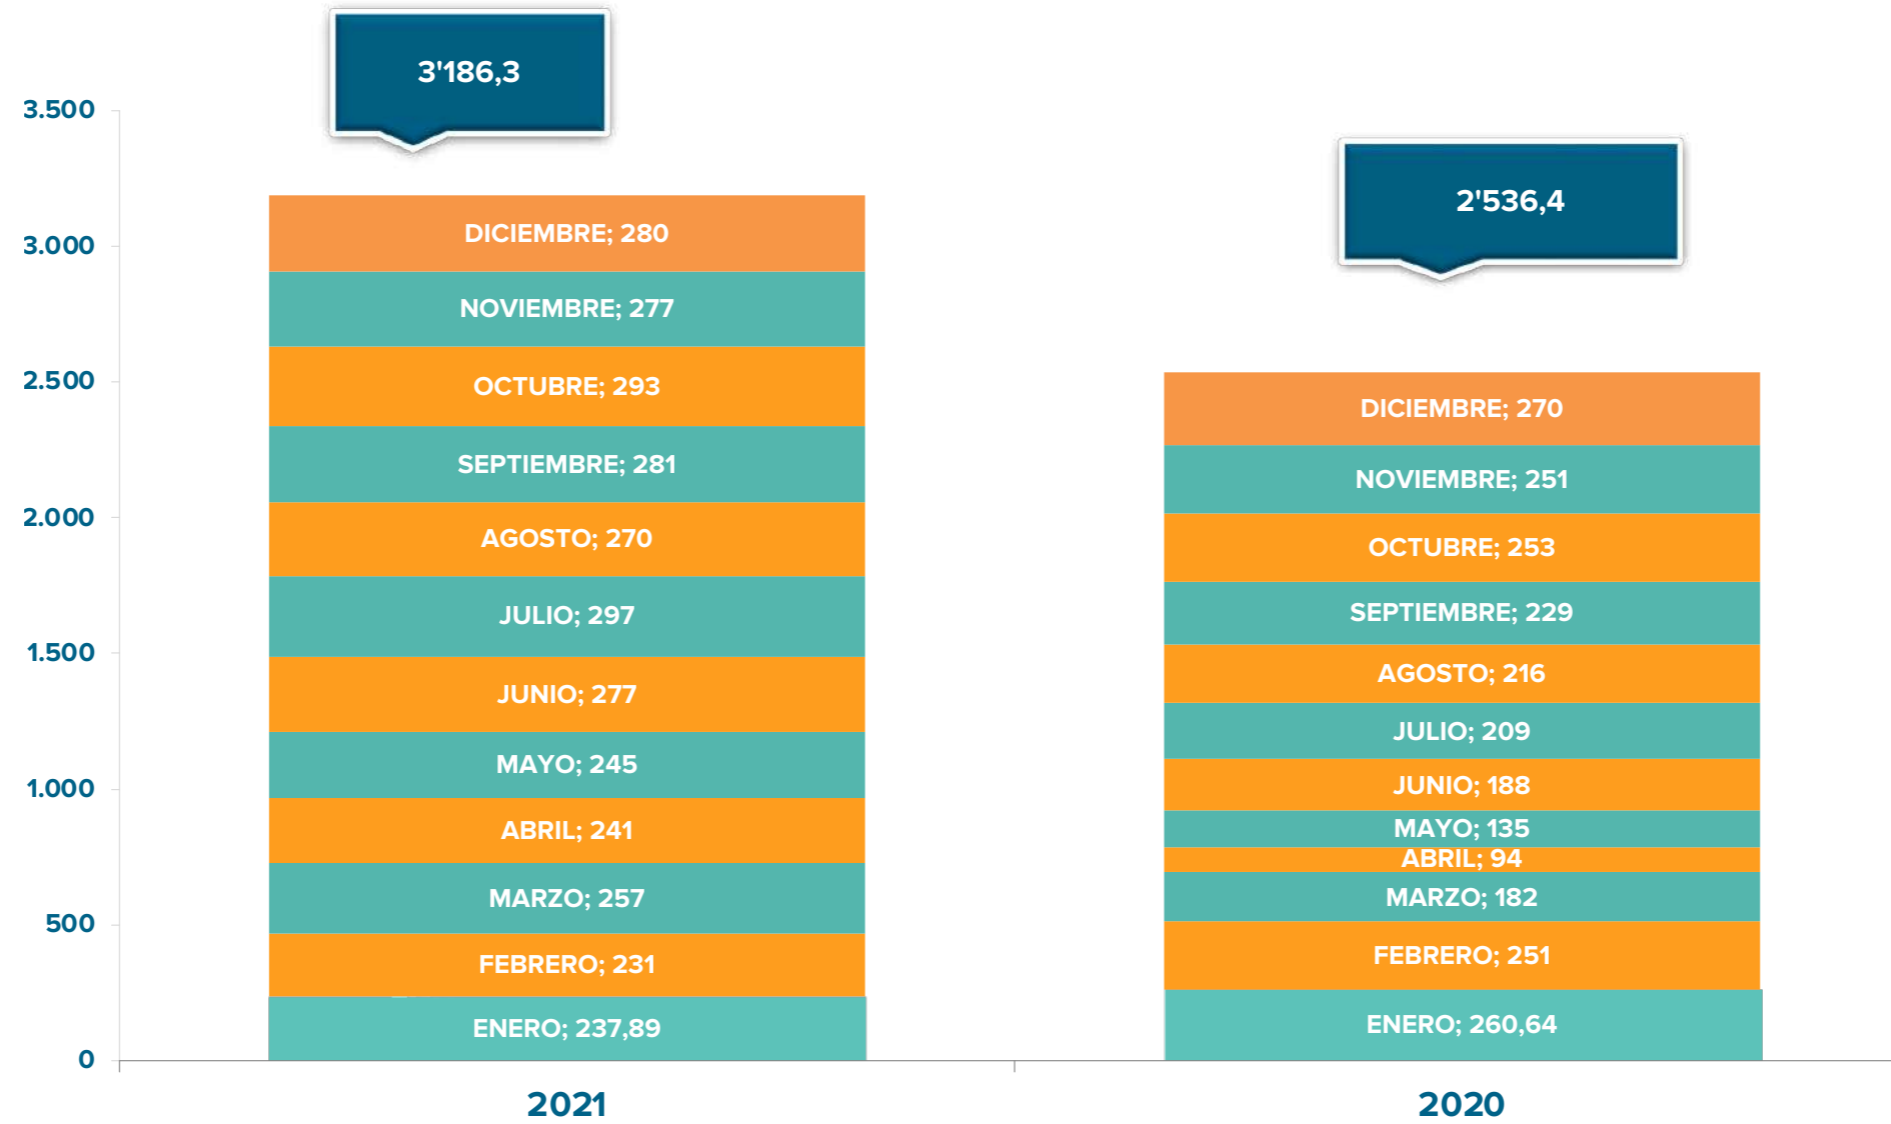 3'186,3
2'536,4
3.500
3.000
2.500
2.000
1.500
1.000
500
0
DICIEMBRE; 280
NOVIEMBRE; 277
OCTUBRE; 293
SEPTIEMBRE; 281
AGOSTO; 270
JULIO; 297
JUNIO; 277
MAYO; 245
ABRIL; 241
MARZO; 257
FEBRERO; 231
ENERO; 237,89
DICIEMBRE; 270
NOVIEMBRE; 251
OCTUBRE; 253
SEPTIEMBRE; 229
AGOSTO; 216
JULIO; 209
JUNIO; 188
MAYO; 135
ABRIL; 94
MARZO; 182
FEBRERO; 251
ENERO; 260,64
2021
2020